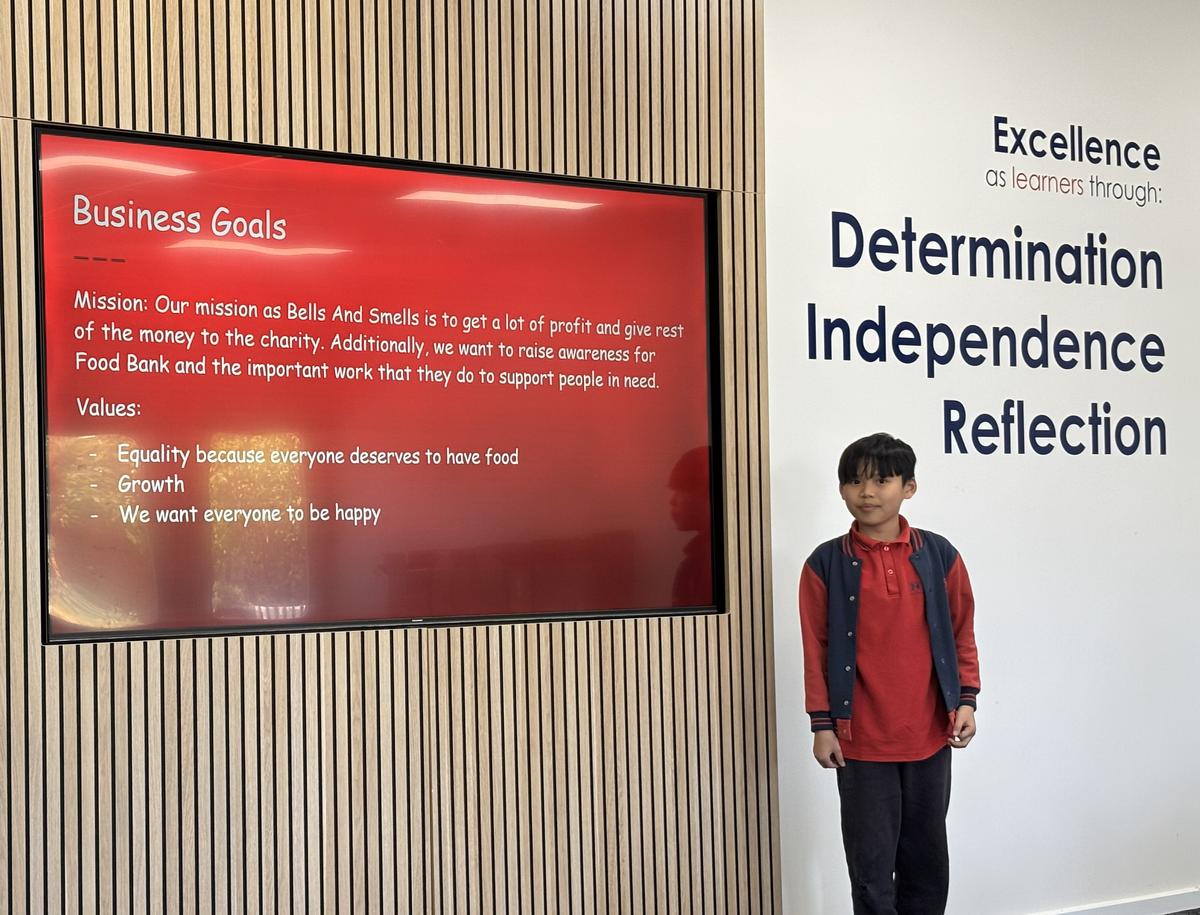 Business Goals
Mission: Our mission as Bells And Smells is to get a lot of profit and give rest
of the money to the charity. Additionally, we want to raise awareness for
Food Bank and the important work that they do to support people in need.
Values:
- Equality because everyone deserves to have food
- Growth
- We want everyone to be happy
Excellence
as learners through:
Determination
Independence
Reflection